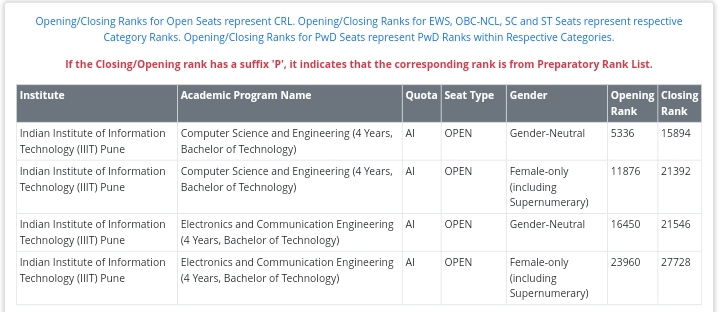 Opening/Closing Ranks for Open Seats represent CRL. Opening/Closing Ranks for EWS, OBC-NCL, SC and ST Seats represent respective
Category Ranks. Opening/Closing Ranks for PwD Seats represent PwD Ranks within Respective Categories.
If the Closing/Opening rank has a suffix 'P', it indicates that the corresponding rank is from Preparatory Rank List.
Institute Academic Program Name Quota Seat Type Gender Opening Closing
Rank Rank
Indian Institute of Information Computer Science and Engineering (4 Years, AI OPEN Gender-Neutral 5336 15894
Technology (IIIT) Pune Bachelor of Technology)
Indian Institute of Information Computer Science and Engineering (4 Years, AI OPEN Female-only 11876 21392
Technology (IIIT) Pune Bachelor of Technology) (including
Supernumerary)
Indian Institute of Information Electronics and Communication Engineering AI OPEN Gender-Neutral 16450 21546
Technology (IIIT) Pune (4 Years, Bachelor of Technology)
Indian Institute of Information Electronics and Communication Engineering AI OPEN Female-only 23960 27728
Technology (IIIT) Pune (4 Years, Bachelor of Technology) (including
Supernumerary)